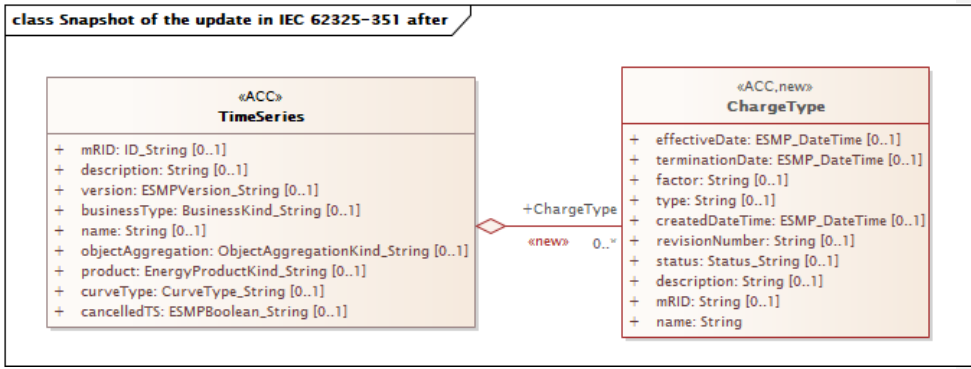 class Snapshot of the update in IEC 62325-351 after
«ACC»
TimeSeries
+ mRID: ID_String [0..1]
+ description: String [0..1]
+ version: ESMPVersion_String [0..1]
+ businessType: BusinessKind_String [0..1]
+ name: String [0..1]
+ objectAggregation: ObjectAggregationKind_String [0..1]
+ product: EnergyProductKind_String [0..1]
+ curveType: CurveType_String [0..1]
+ cancelledTS: ESMPBoolean_String [0..1]
+ChargeType
«new» 0..*
«ACC,new»
ChargeType
+ effectiveDate: ESMP_DateTime [0..1]
+ terminationDate: ESMP_DateTime [0..1]
+ factor: String [0..1]
+ type: String [0..1]
+ createdDateTime: ESMP_DateTime [0..1]
+ revisionNumber: String [0..1]
+ status: Status_String [0..1]
+ description: String [0..1]
+ mRID: String [0..1]
+ name: String